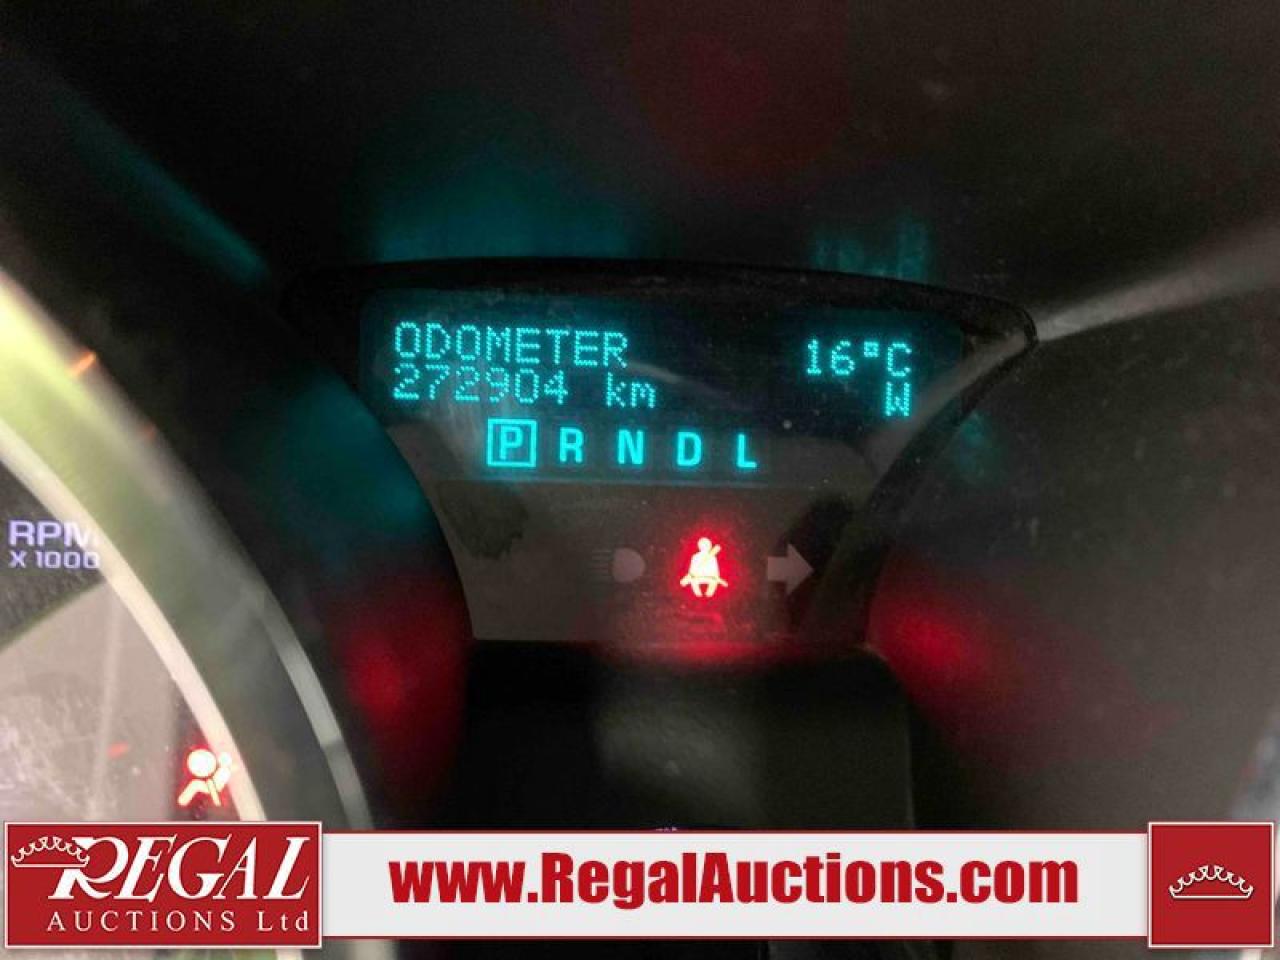 ODOMETER
272904 km
16°C
W
P R N D L
RPM
X 1000
REGAL
AUCTIONS Ltd
www.RegalAuctions.com